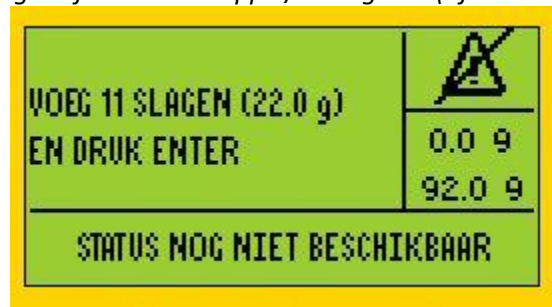 VOEG 11 SLAGEN (22.0 g)
EN DRUK ENTER
0.0 g
92.0 g
STATUS NOG NIET BESCHIKBAAR